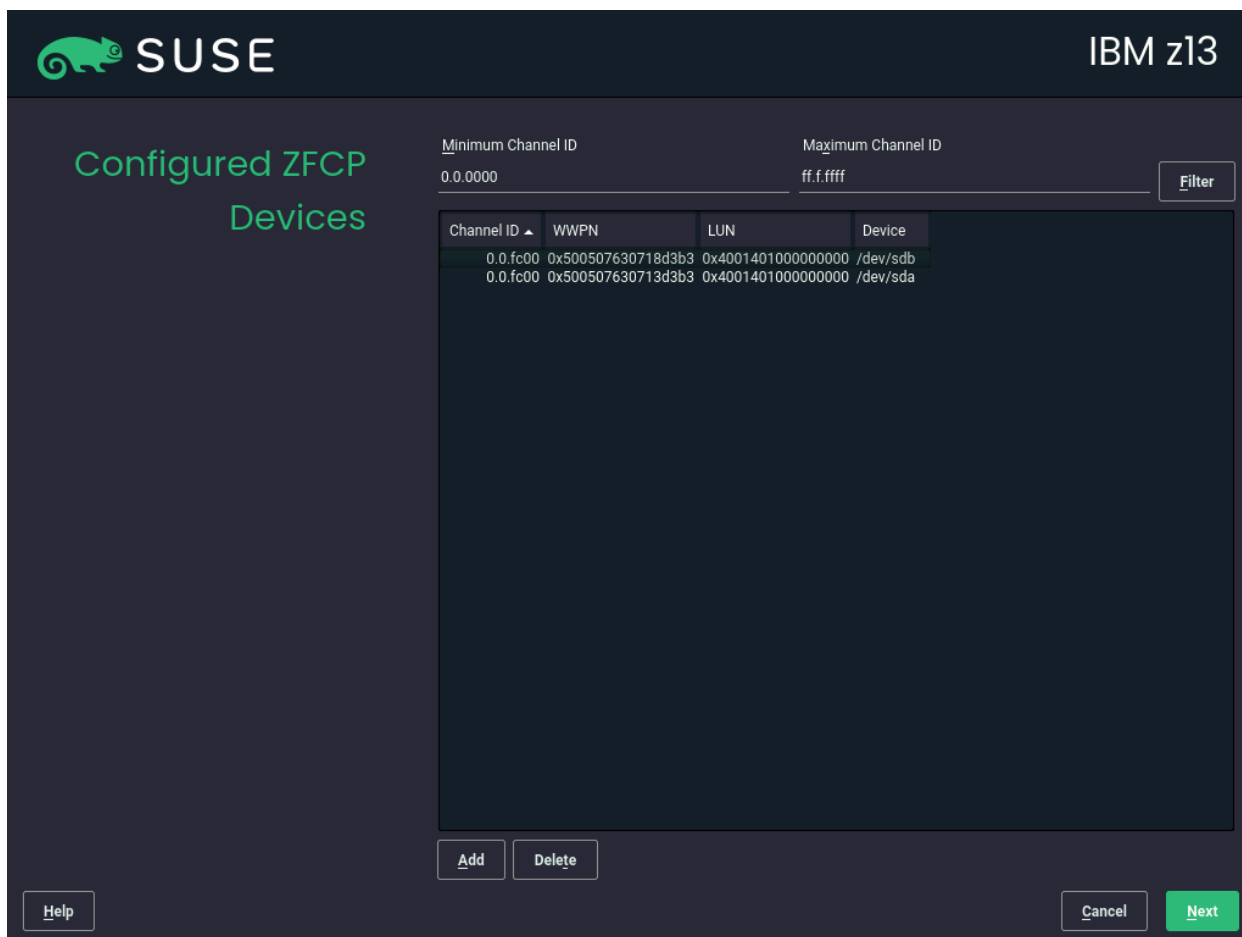 SUSE
IBM z13
Configured ZFCP
Devices
Minimum Channel ID
Maximum Channel ID
0.0.0000
ff.f.ffff
Filter
Channel ID WWPN LUN Device
0.0.fc00 0x500507630718d3b3 0x4001401000000000 /dev/sdb
0.0.fc00 0x500507630713d3b3 0x4001401000000000 /dev/sda
Add
Delete
Help
Cancel
Next